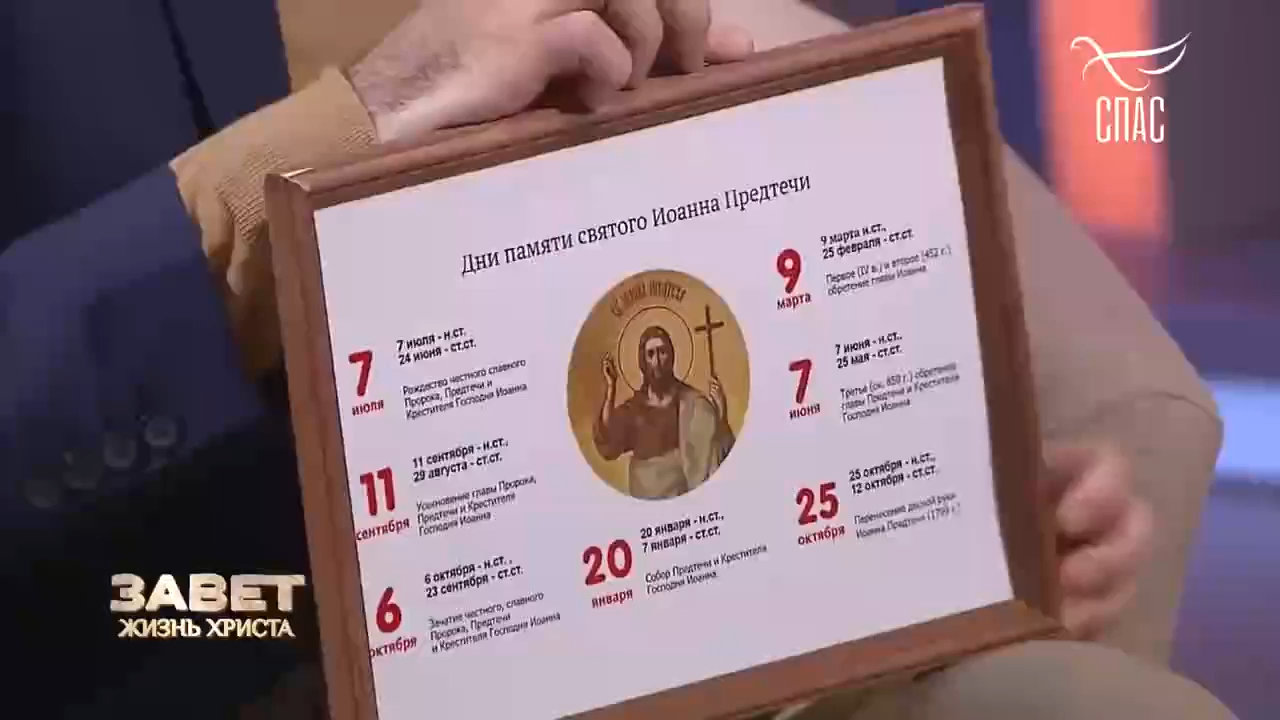 СПАС
Дни памяти святого Иоанна Предтечи
7
июля
7 июля - н.ст.
24 июня - ст.ст.
Рождество честного славного
Пророка, Предтечи и
Крестителя Господня Иоанна
11
сентября
11 сентября - н.ст.,
29 августа - ст.ст.
Усекновение главы Пророка,
Предтечи и Крестителя
Господня Иоанна
6
октября
6 октября - н.ст.,
23 сентября - ст.ст.
Зачатие честного, славного
Пророка, Предтечи
и Крестителя Господня Иоанна
20
января
20 января - н.ст.,
7 января - ст.ст.
Собор Предтечи и Крестителя
Господня Иоанна
9
марта
9 марта н.ст.,
25 февраля - ст.ст.
Первое (IV в.) и второе (452 г.)
обретение главы Иоанна
7
июня
7 июня - н.ст.,
25 мая - ст.ст.
Третье (ок. 850 г.) обретение
главы Предтечи и Крестителя
Господня Иоанна
25
октября
25 октября - н.ст.,
12 октября - ст.ст.
Перенесение десной руки
Иоанна Предтечи (1799 г.)
ЗАВЕТ
ЖИЗНЬ ХРИСТА